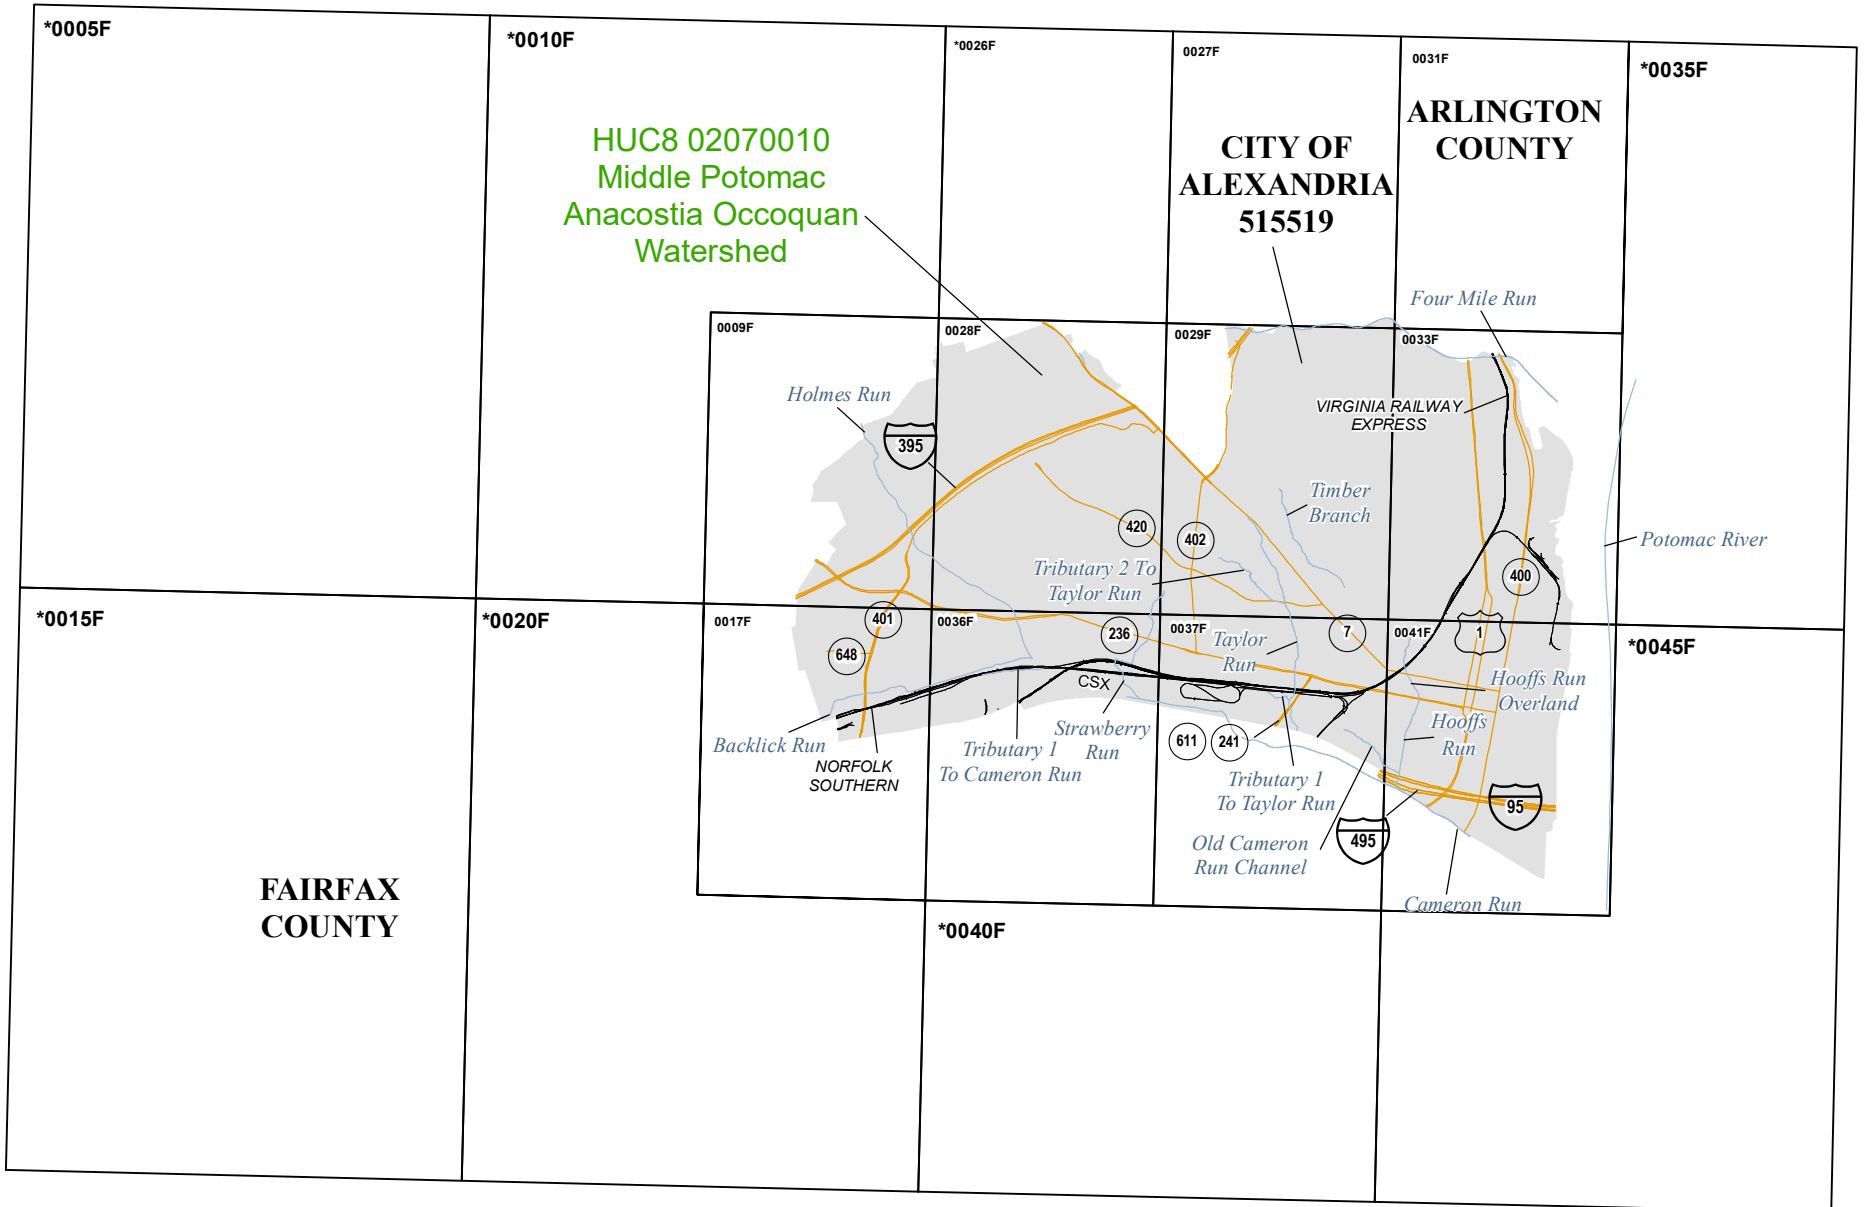 *0005F
*0010F
*0026F
0027F
0031F
*0035F
HUC8 02070010
Middle Potomac
Anacostia Occoquan
Watershed
CITY OF
ALEXANDRIA
515519
ARLINGTON
COUNTY
Four Mile Run
0009F
0028F
0029F
0033F
Holmes Run
395
VIRGINIA RAILWAY
EXPRESS
Timber
Branch
420
402
Potomac River
Tributary 2 To
Taylor Run
400
*0015F
*0020F
0017F
401
0036F
236
0037F
Taylor
Run
7
0041F
1
*0045F
648
CSX
Hooffs Run
Overland
Backlick Run
NORFOLK
SOUTHERN
Tributary 1
To Cameron Run
Strawberry
Run
611
241
Hooffs
Run
Tributary 1
To Taylor Run
95
495
Old Cameron
Run Channel
Cameron Run
FAIRFAX
COUNTY
*0040F